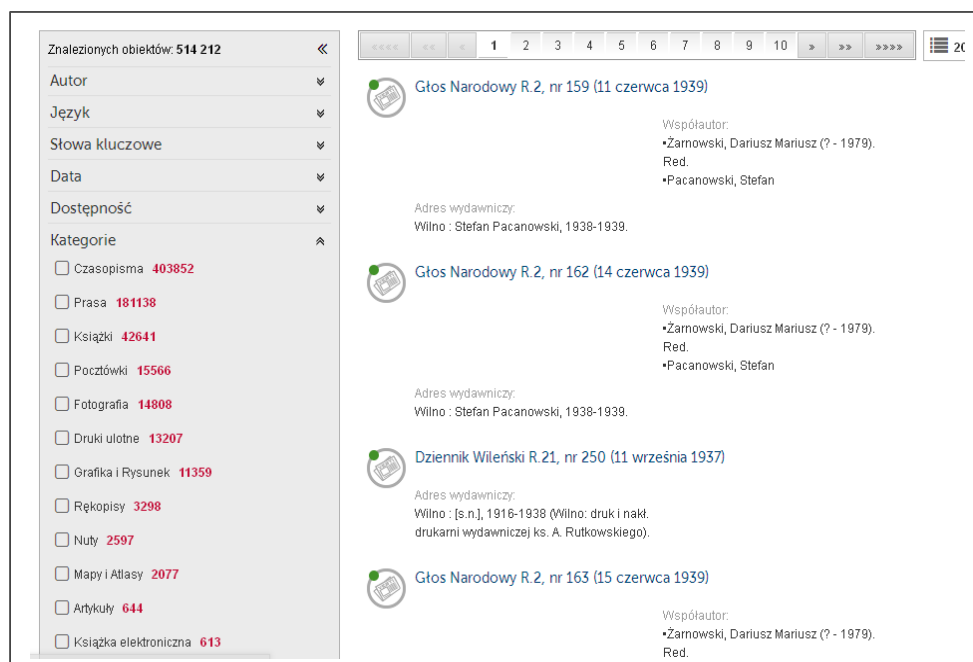 Znalezionych obiektów: 514 212
Autor
Język
Słowa kluczowe
Data
Dostępność
Kategorie
Czasopisma 403852
Prasa 181138
Książki 42641
Pocztówki 15566
Fotografia 14808
Druki ulotne 13207
Grafika i Rysunek 11359
Rękopisy 3298
Nuty 2597
Mapy i Atlasy 2077
Artykuły 644
Książka elektroniczna 613
<<<< << < 1 2 3 4 5 6 7 8 9 10 » >> >>>> 20
Głos Narodowy R.2, nr 159 (11 czerwca 1939)
Współautor:
▪Żarnowski, Dariusz Mariusz (? - 1979).
Red.
▪Pacanowski, Stefan
Adres wydawniczy:
Wilno : Stefan Pacanowski, 1938-1939.
Głos Narodowy R.2, nr 162 (14 czerwca 1939)
Współautor:
▪Żarnowski, Dariusz Mariusz (? - 1979).
Red.
▪Pacanowski, Stefan
Adres wydawniczy:
Wilno : Stefan Pacanowski, 1938-1939.
Dziennik Wileński R.21, nr 250 (11 września 1937)
Adres wydawniczy:
Wilno : [s.n.], 1916-1938 (Wilno: druk i nakł.
drukarni wydawniczej ks. A. Rutkowskiego).
Głos Narodowy R.2, nr 163 (15 czerwca 1939)
Współautor:
▪Żarnowski, Dariusz Mariusz (? - 1979).
Red.